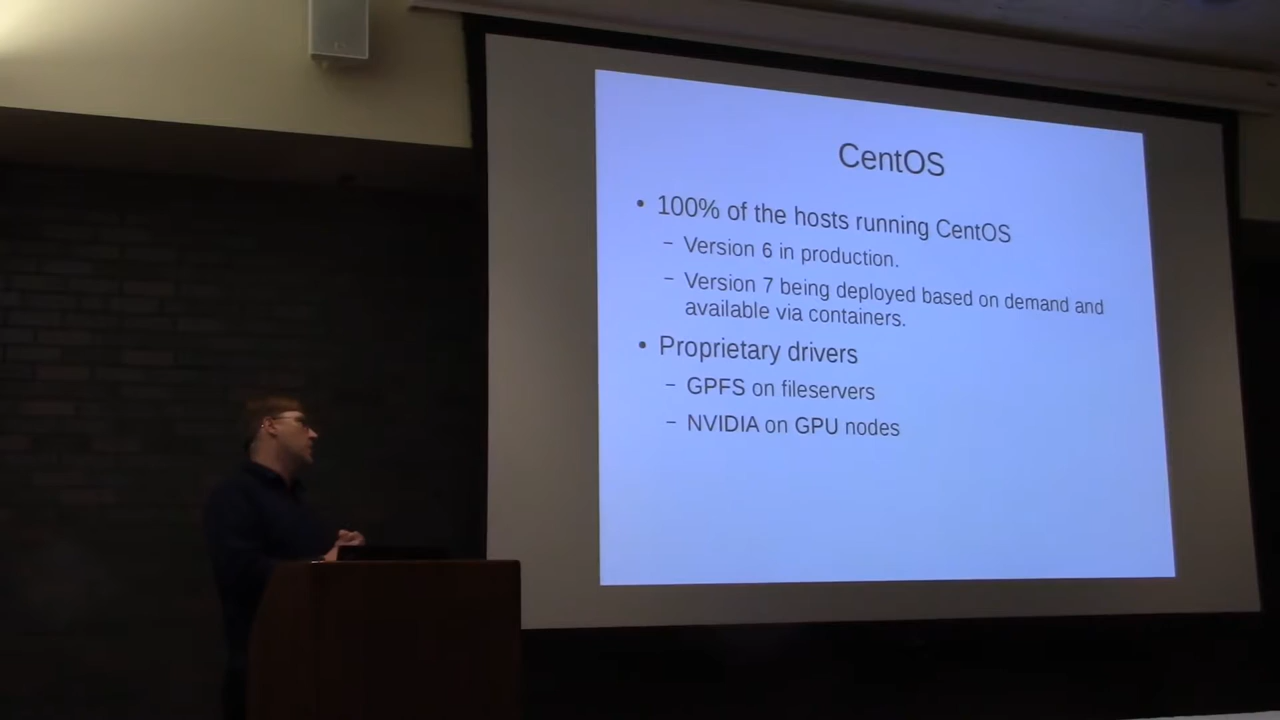 CentOS
• 100% of the hosts running CentOS
– Version 6 in production.
– Version 7 being deployed based on demand and
available via containers.
• Proprietary drivers
– GPFS on fileservers
– NVIDIA on GPU nodes